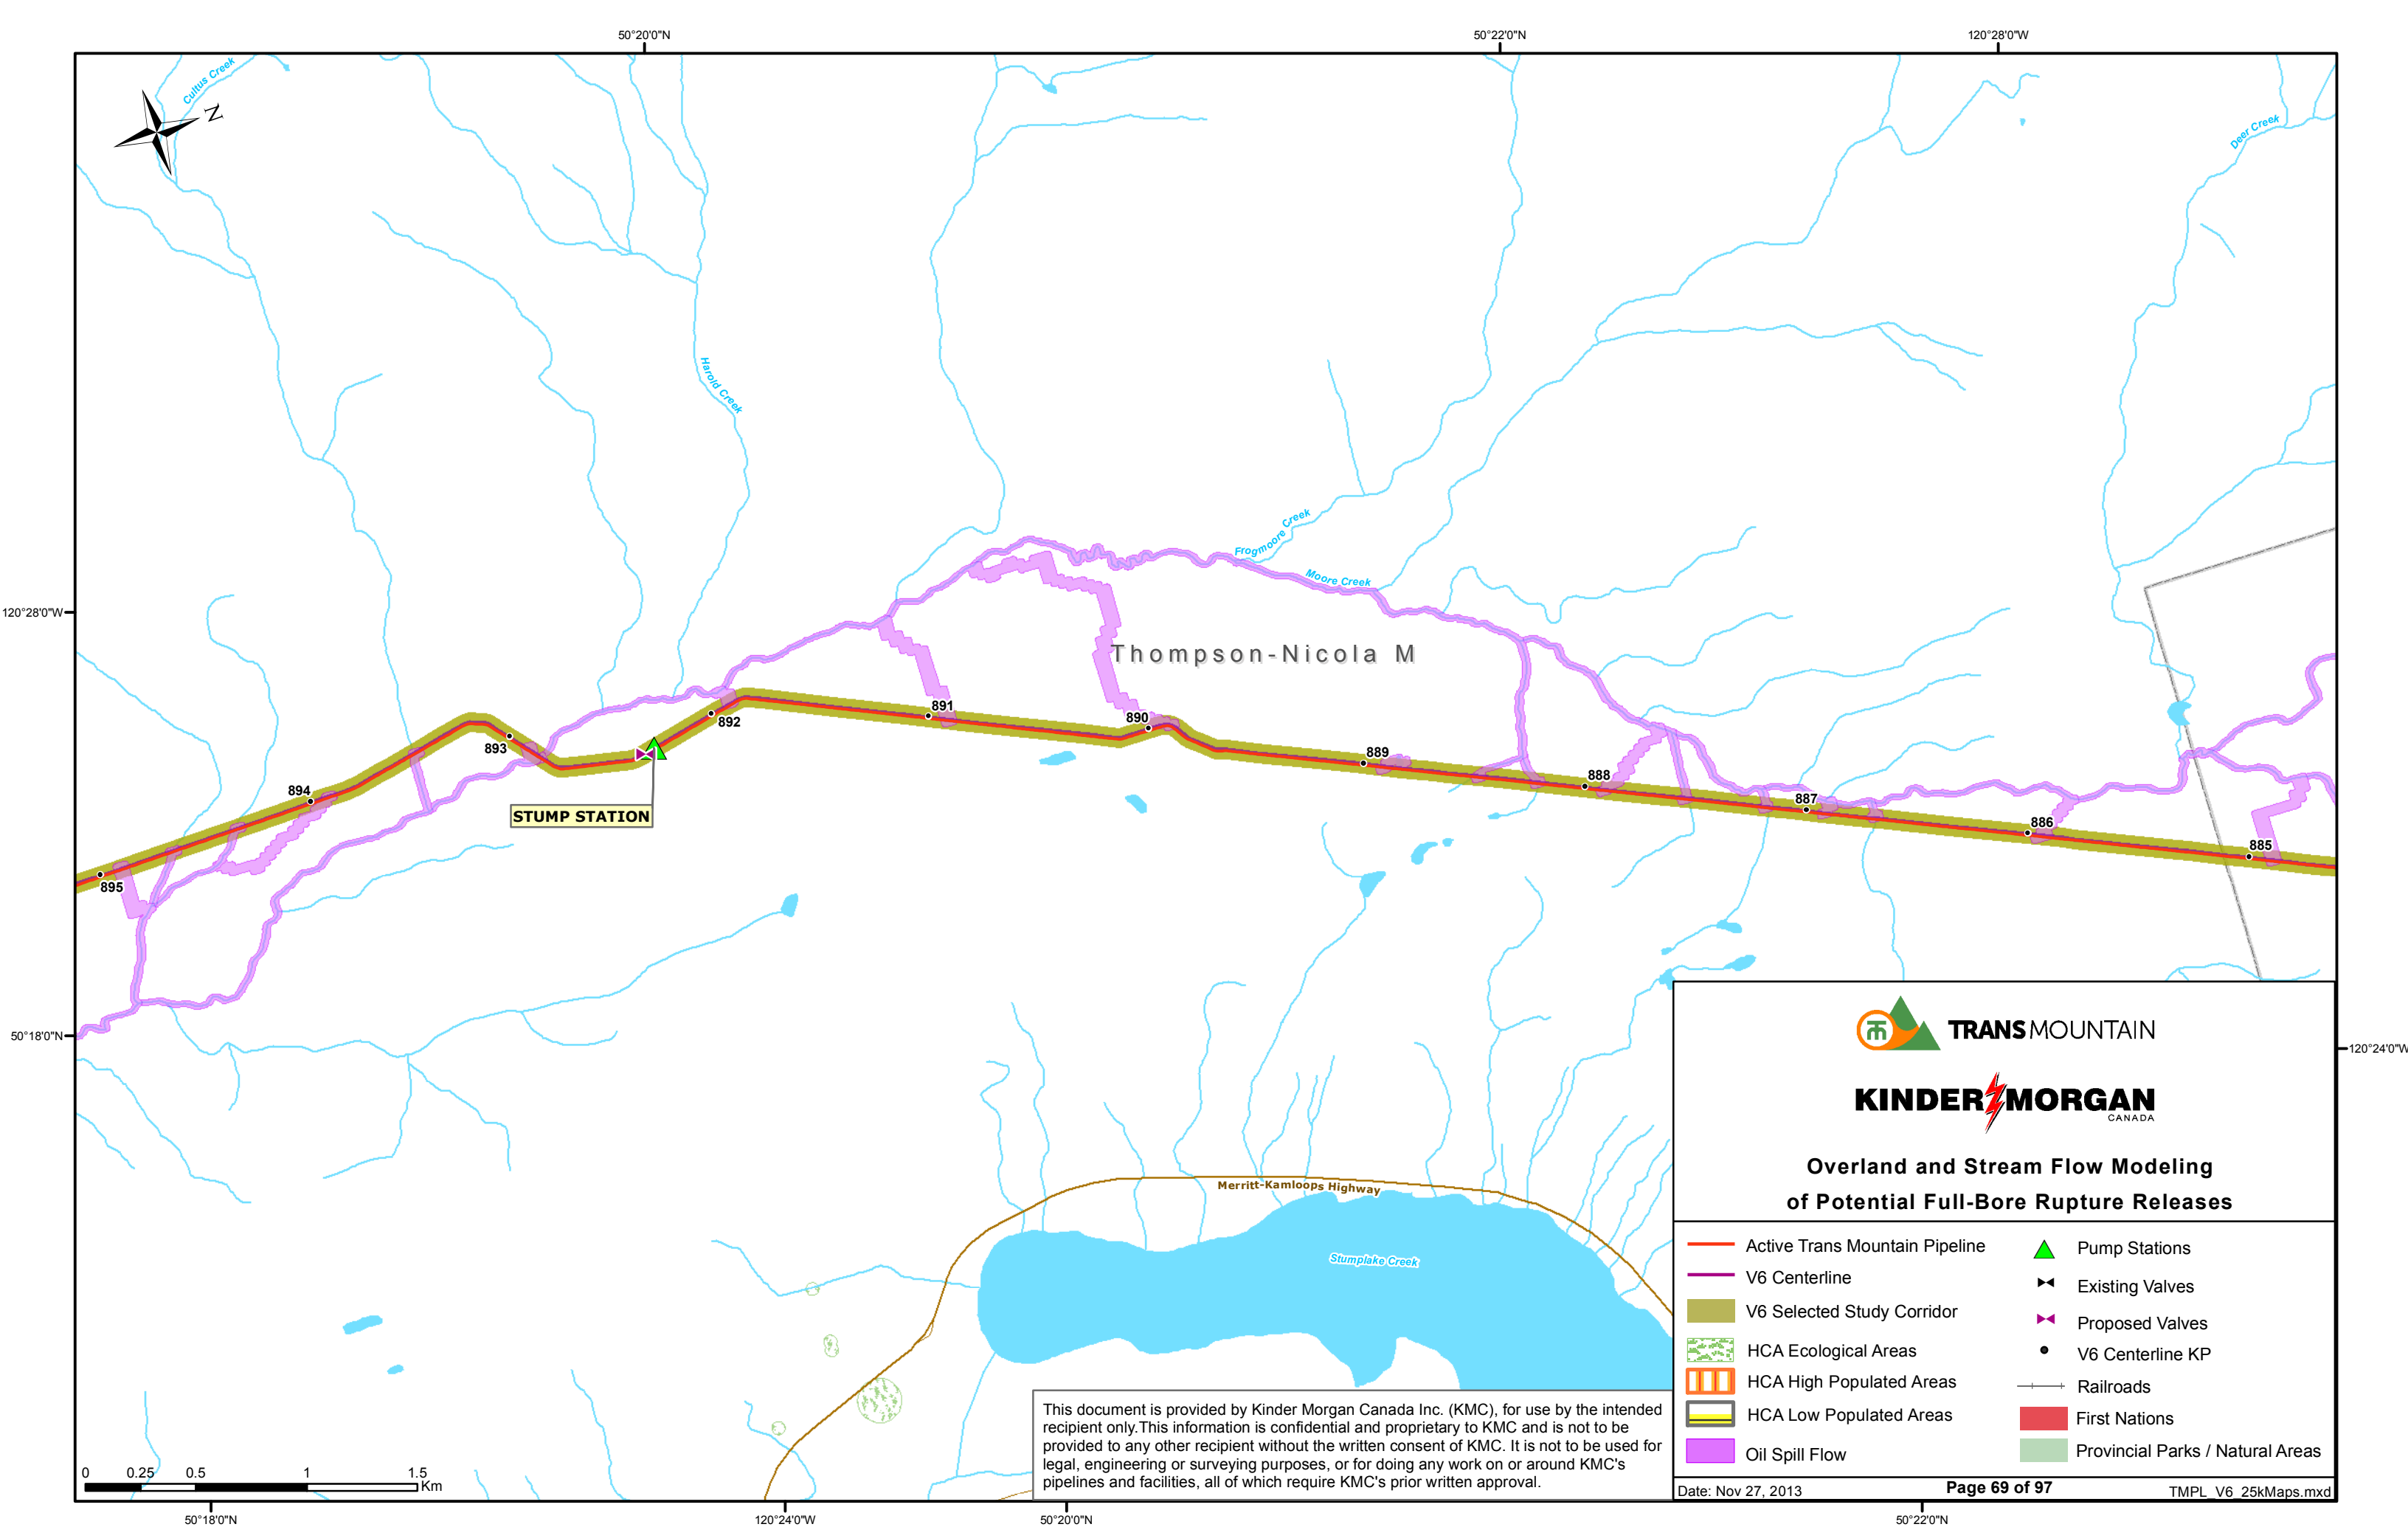 50°20'0"N
50°22'0"N
120°28'0"W
Cultus Creek
N
Deer Creek
Harold Creek
Frogmoore Creek
Moore Creek
120°28'0"W
Thompson-Nicola M
895
894
893
892
891
890
889
888
887
886
885
STUMP STATION
50°18'0"N
120°24'0"W
Merritt-Kamloops Highway
Stumplake Creek
TRANSMOUNTAIN
KINDER MORGAN
CANADA
Overland and Stream Flow Modeling
of Potential Full-Bore Rupture Releases
Active Trans Mountain Pipeline
V6 Centerline
V6 Selected Study Corridor
HCA Ecological Areas
HCA High Populated Areas
HCA Low Populated Areas
Oil Spill Flow
Pump Stations
Existing Valves
Proposed Valves
V6 Centerline KP
Railroads
First Nations
Provincial Parks / Natural Areas
This document is provided by Kinder Morgan Canada Inc. (KMC), for use by the intended
recipient only.This information is confidential and proprietary to KMC and is not to be
provided to any other recipient without the written consent of KMC. It is not to be used for
legal, engineering or surveying purposes, or for doing any work on or around KMC's
pipelines and facilities, all of which require KMC's prior written approval.
0 0.25 0.5 1 1.5
Km
Date: Nov 27, 2013 Page 69 of 97 TMPL_V6_25kMaps.mxd
50°18'0"N
120°24'0"W
50°20'0"N
50°22'0"N